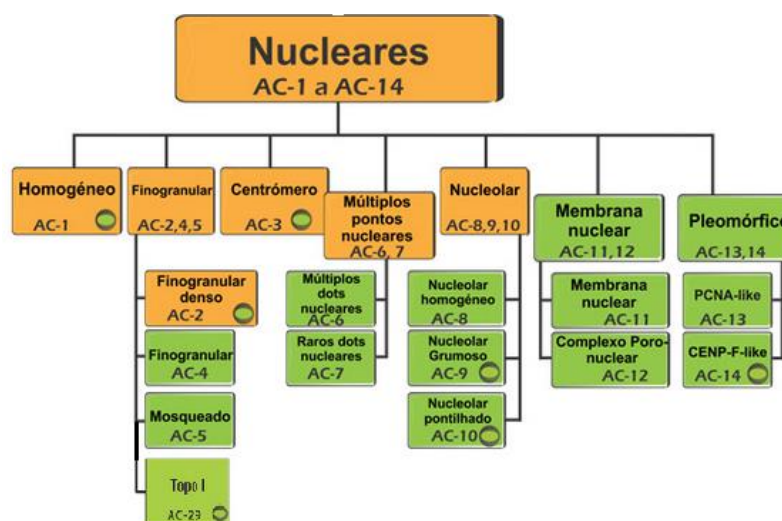 Nucleares
AC-1 a AC-14
Homogéneo
AC-1
Finogranular
AC-2,4,5
Centrómero
AC-3
Múltiplos
pontos
nucleares
AC-6, 7
Nucleolar
AC-8,9,10
Membrana
nuclear
AC-11,12
Pleomórfico
AC-13,14
Finogranular
denso
AC-2
Finogranular
AC-4
Mosqueado
AC-5
Topo I
AC-29
Múltiplos
dots
nucleares
AC-6
Raros dots
nucleares
AC-7
Nucleolar
homogéneo
AC-8
Nucleolar
Grumoso
AC-9
Nucleolar
pontilhado
AC-10
Membrana
nuclear
AC-11
Complexo Poro-
nuclear
AC-12
PCNA-like
AC-13
CENP-F-like
AC-14